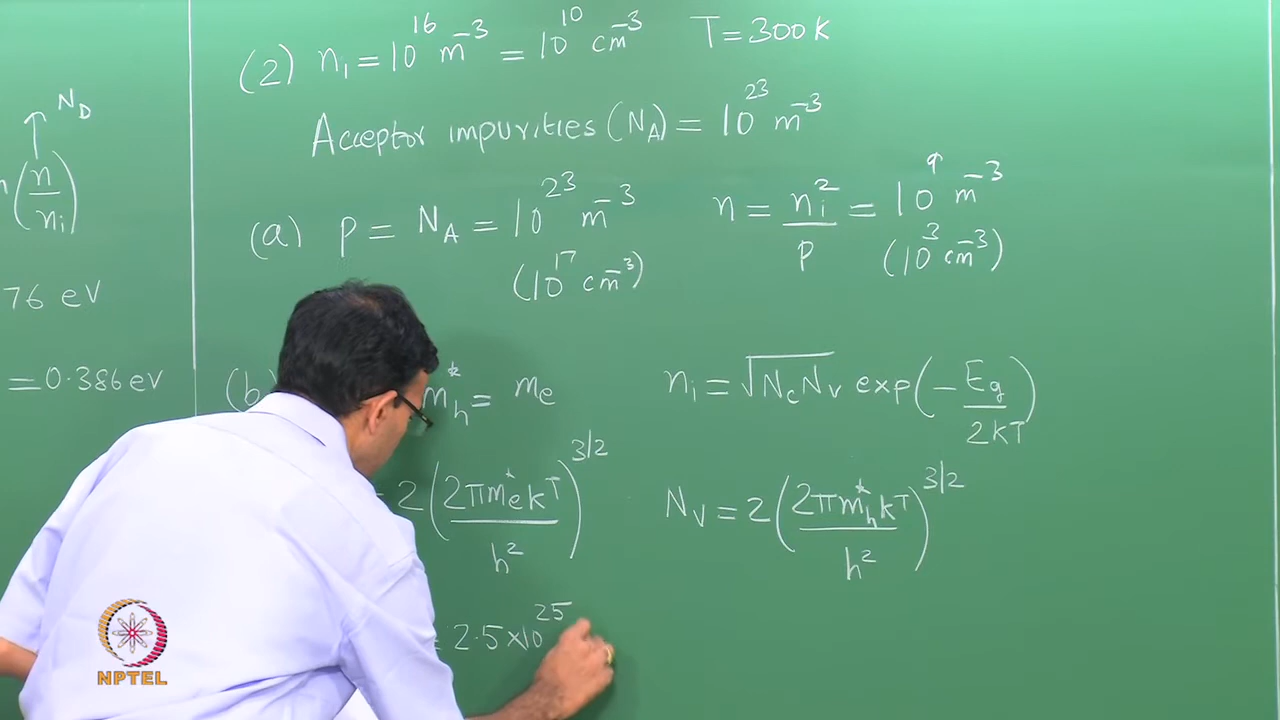 (2) n_i = 10^16 m^-3 = 10^10 cm^-3 T = 300 K
N_D
Acceptor impurities (N_A) = 10^23 m^-3
(n/n_i)
(a) p = N_A = 10^23 m^-3 n = n_i^2/p = 10^9 m^-3
(10^17 cm^-3) (10^3 cm^-3)
76 eV
= 0.386 eV
(b m_h^* = m_e n_i = √(N_c N_v) exp(-E_g/2kT)
2(2πm_e^* kT/h^2)^3/2 N_v = 2(2πm_h^* kT/h^2)^3/2
2.5×10^25
NPTEL